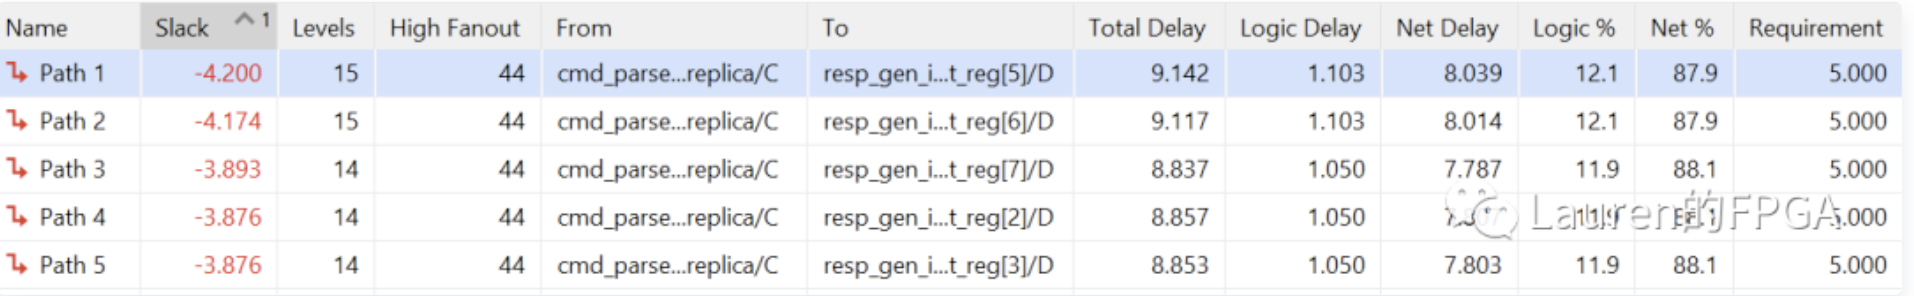 Name Slack 1 Levels High Fanout From To Total Delay Logic Delay Net Delay Logic % Net % Requirement
Path 1 -4.200 15 44 cmd_parse...replica/C resp_gen_i...t_reg[5]/D 9.142 1.103 8.039 12.1 87.9 5.000
Path 2 -4.174 15 44 cmd_parse...replica/C resp_gen_i...t_reg[6]/D 9.117 1.103 8.014 12.1 87.9 5.000
Path 3 -3.893 14 44 cmd_parse...replica/C resp_gen_i...t_reg[7]/D 8.837 1.050 7.787 11.9 88.1 5.000
Path 4 -3.876 14 44 cmd_parse...replica/C resp_gen_i...t_reg[2]/D 8.857 1.050 11.9 88.1 5.000
Lauren的FPGA
Path 5 -3.876 14 44 cmd_parse...replica/C resp_gen_i...t_reg[3]/D 8.853 1.050 7.803 11.9 88.1 5.000